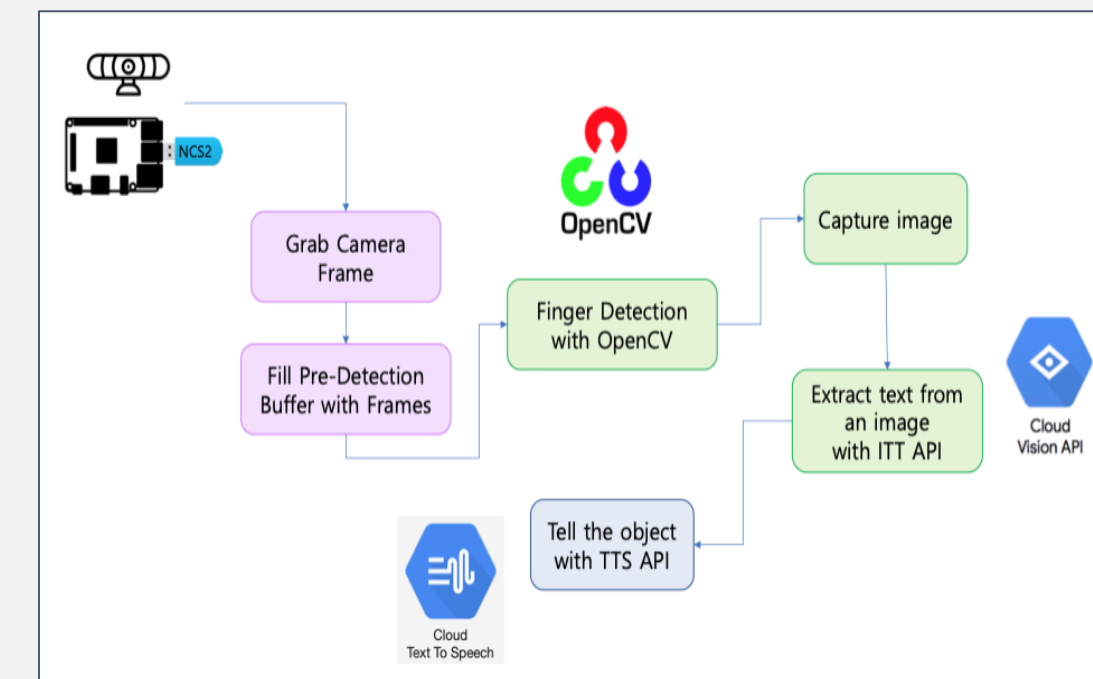 NCS2
OpenCV
Grab Camera
Frame
Fill Pre-Detection
Buffer with Frames
Finger Detection
with OpenCV
Capture image
Extract text from
an image
with ITT API
Cloud
Vision API
Tell the object
with TTS API
Cloud
Text To Speech